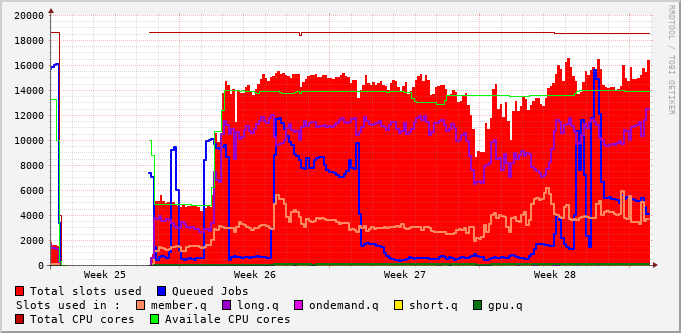 20000
18000
16000
14000
12000
10000
8000
6000
4000
2000
0
Week 25 Week 26 Week 27 Week 28
Total slots used Queued Jobs
Slots used in : member.q long.q ondemand.q short.q gpu.q
Total CPU cores Availale CPU cores
RRDTOOL / TOBI OETIKER